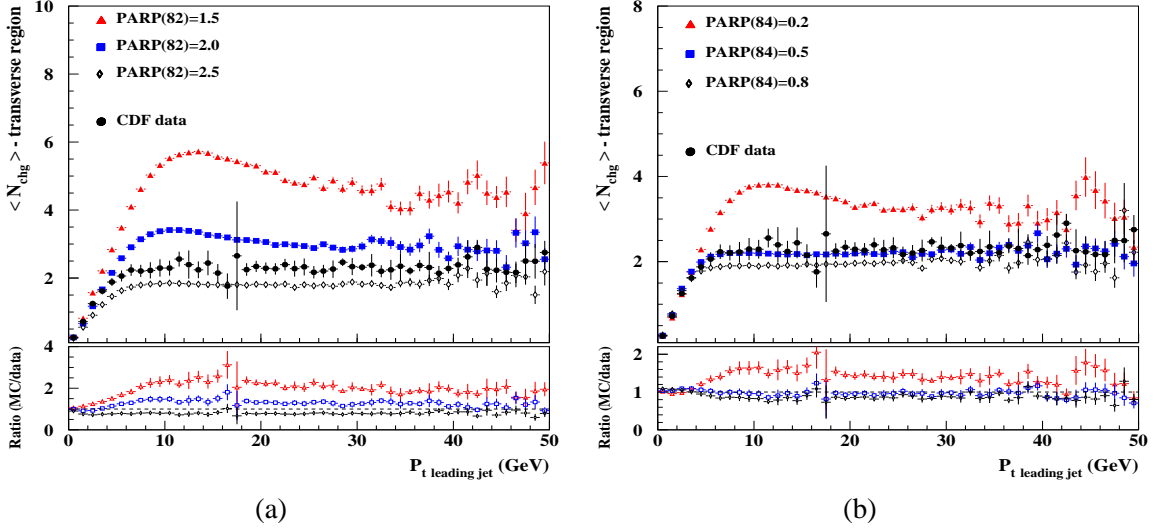 < N_chg > - transverse region
10
8
6
4
2
PARP(82)=1.5
PARP(82)=2.0
PARP(82)=2.5
CDF data
Ratio (MC/data)
4
2
0
0 10 20 30 40 50
P_t leading jet (GeV)
(a)
< N_chg > - transverse region
8
6
4
2
PARP(84)=0.2
PARP(84)=0.5
PARP(84)=0.8
CDF data
Ratio (MC/data)
2
1
0
0 10 20 30 40 50
P_t leading jet (GeV)
(b)